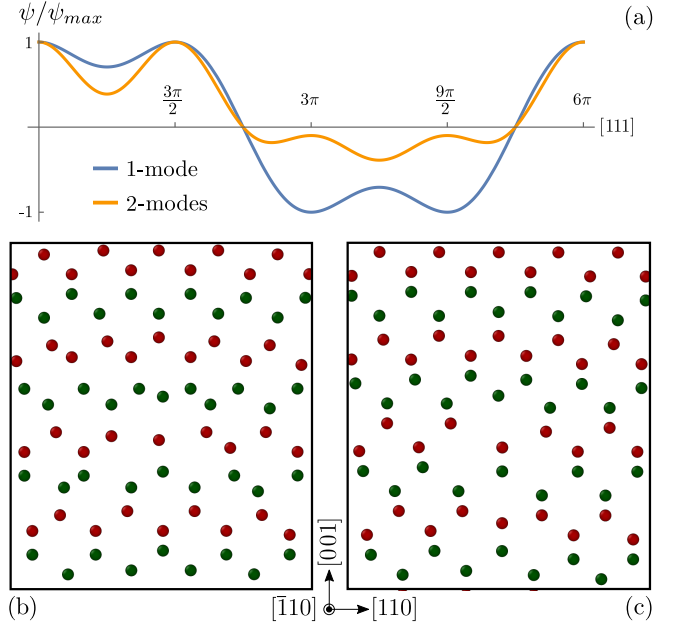 ψ/ψmax (a)
1
3π/2 3π 9π/2 6π
[111]
1-mode
2-modes
-1
[001]
(b) [1̅10] [110] (c)